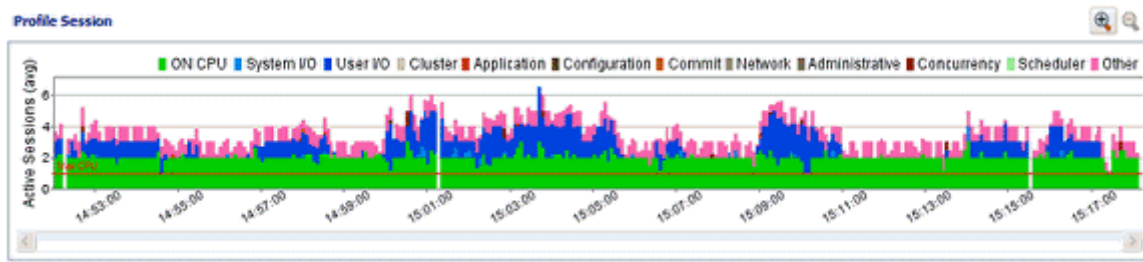 Profile Session
ON CPU System I/O User I/O Cluster Application Configuration Commit Network Administrative Concurrency Scheduler Other
Active Sessions (avg)
6
4
2
0
Max CPU
14:53:00 14:55:00 14:57:00 14:59:00 15:01:00 15:03:00 15:05:00 15:07:00 15:09:00 15:11:00 15:13:00 15:15:00 15:17:00